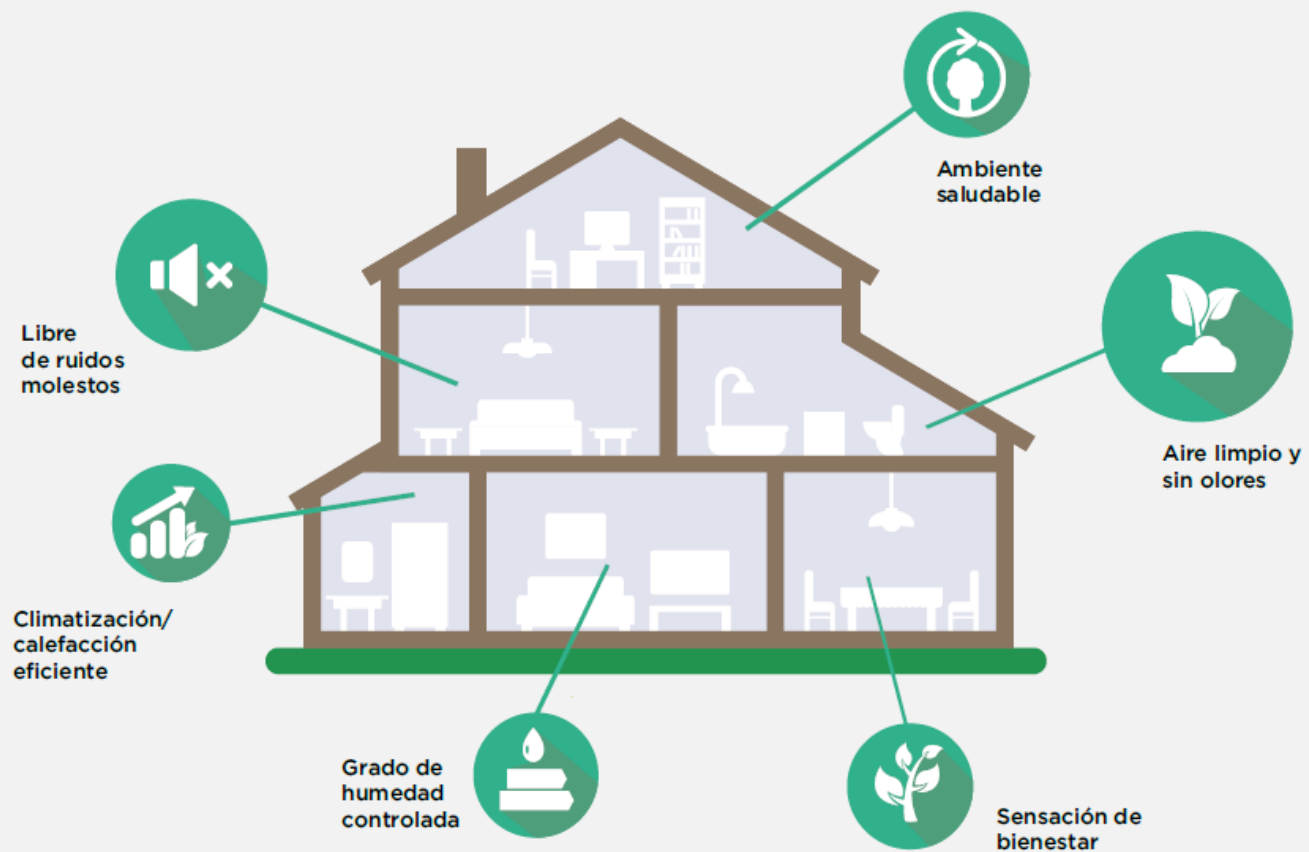 Ambiente
saludable
Libre
de ruidos
molestos
Aire limpio y
sin olores
Climatización/
calefacción
eficiente
Grado de
humedad
controlada
Sensación de
bienestar